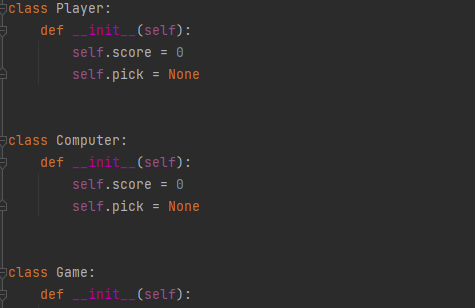 class Player:
    def __init__(self):
        self.score = 0
        self.pick = None
class Computer:
    def __init__(self):
        self.score = 0
        self.pick = None
class Game:
    def __init__(self):